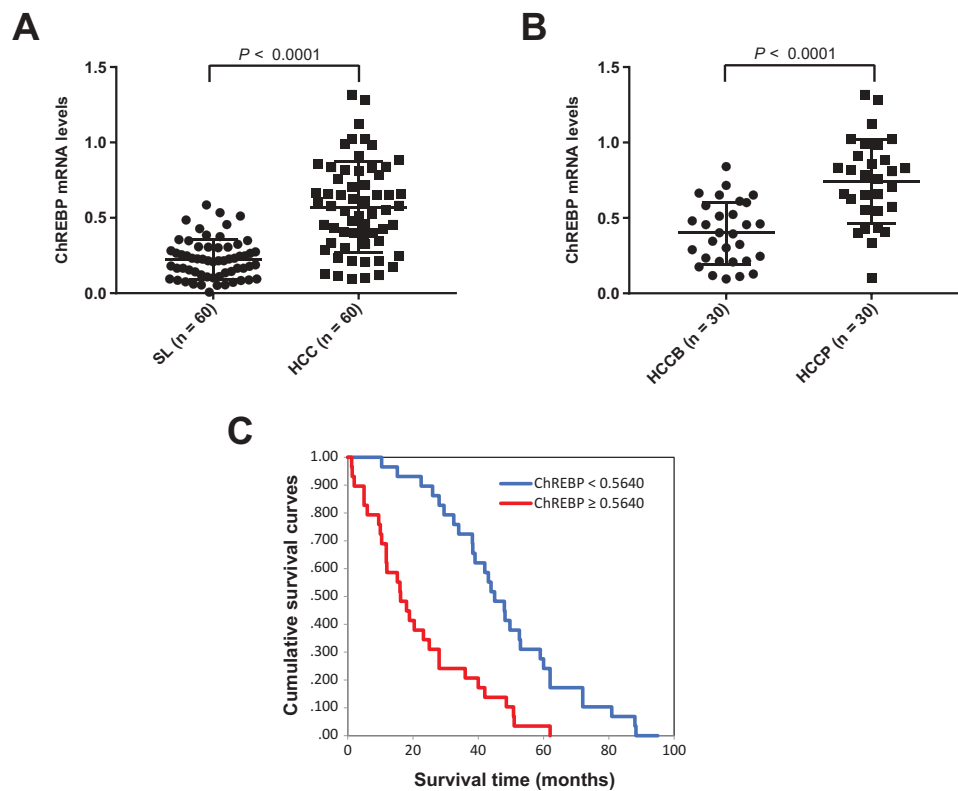 A
P < 0.0001
ChREBP mRNA levels
1.5
1.0
0.5
0.0
SL (n = 60)
HCC (n = 60)
B
P < 0.0001
ChREBP mRNA levels
1.5
1.0
0.5
0.0
HCCB (n = 30)
HCCP (n = 30)
C
Cumulative survival curves
1.00
.900
.800
.700
.600
.500
.400
.300
.200
.100
.00
ChREBP < 0.5640
ChREBP ≥ 0.5640
0
20
40
60
80
100
Survival time (months)